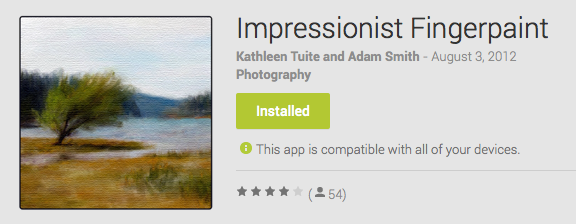 Impressionist Fingerpaint
Kathleen Tuite and Adam Smith - August 3, 2012
Photography
Installed
This app is compatible with all of your devices.
(54)